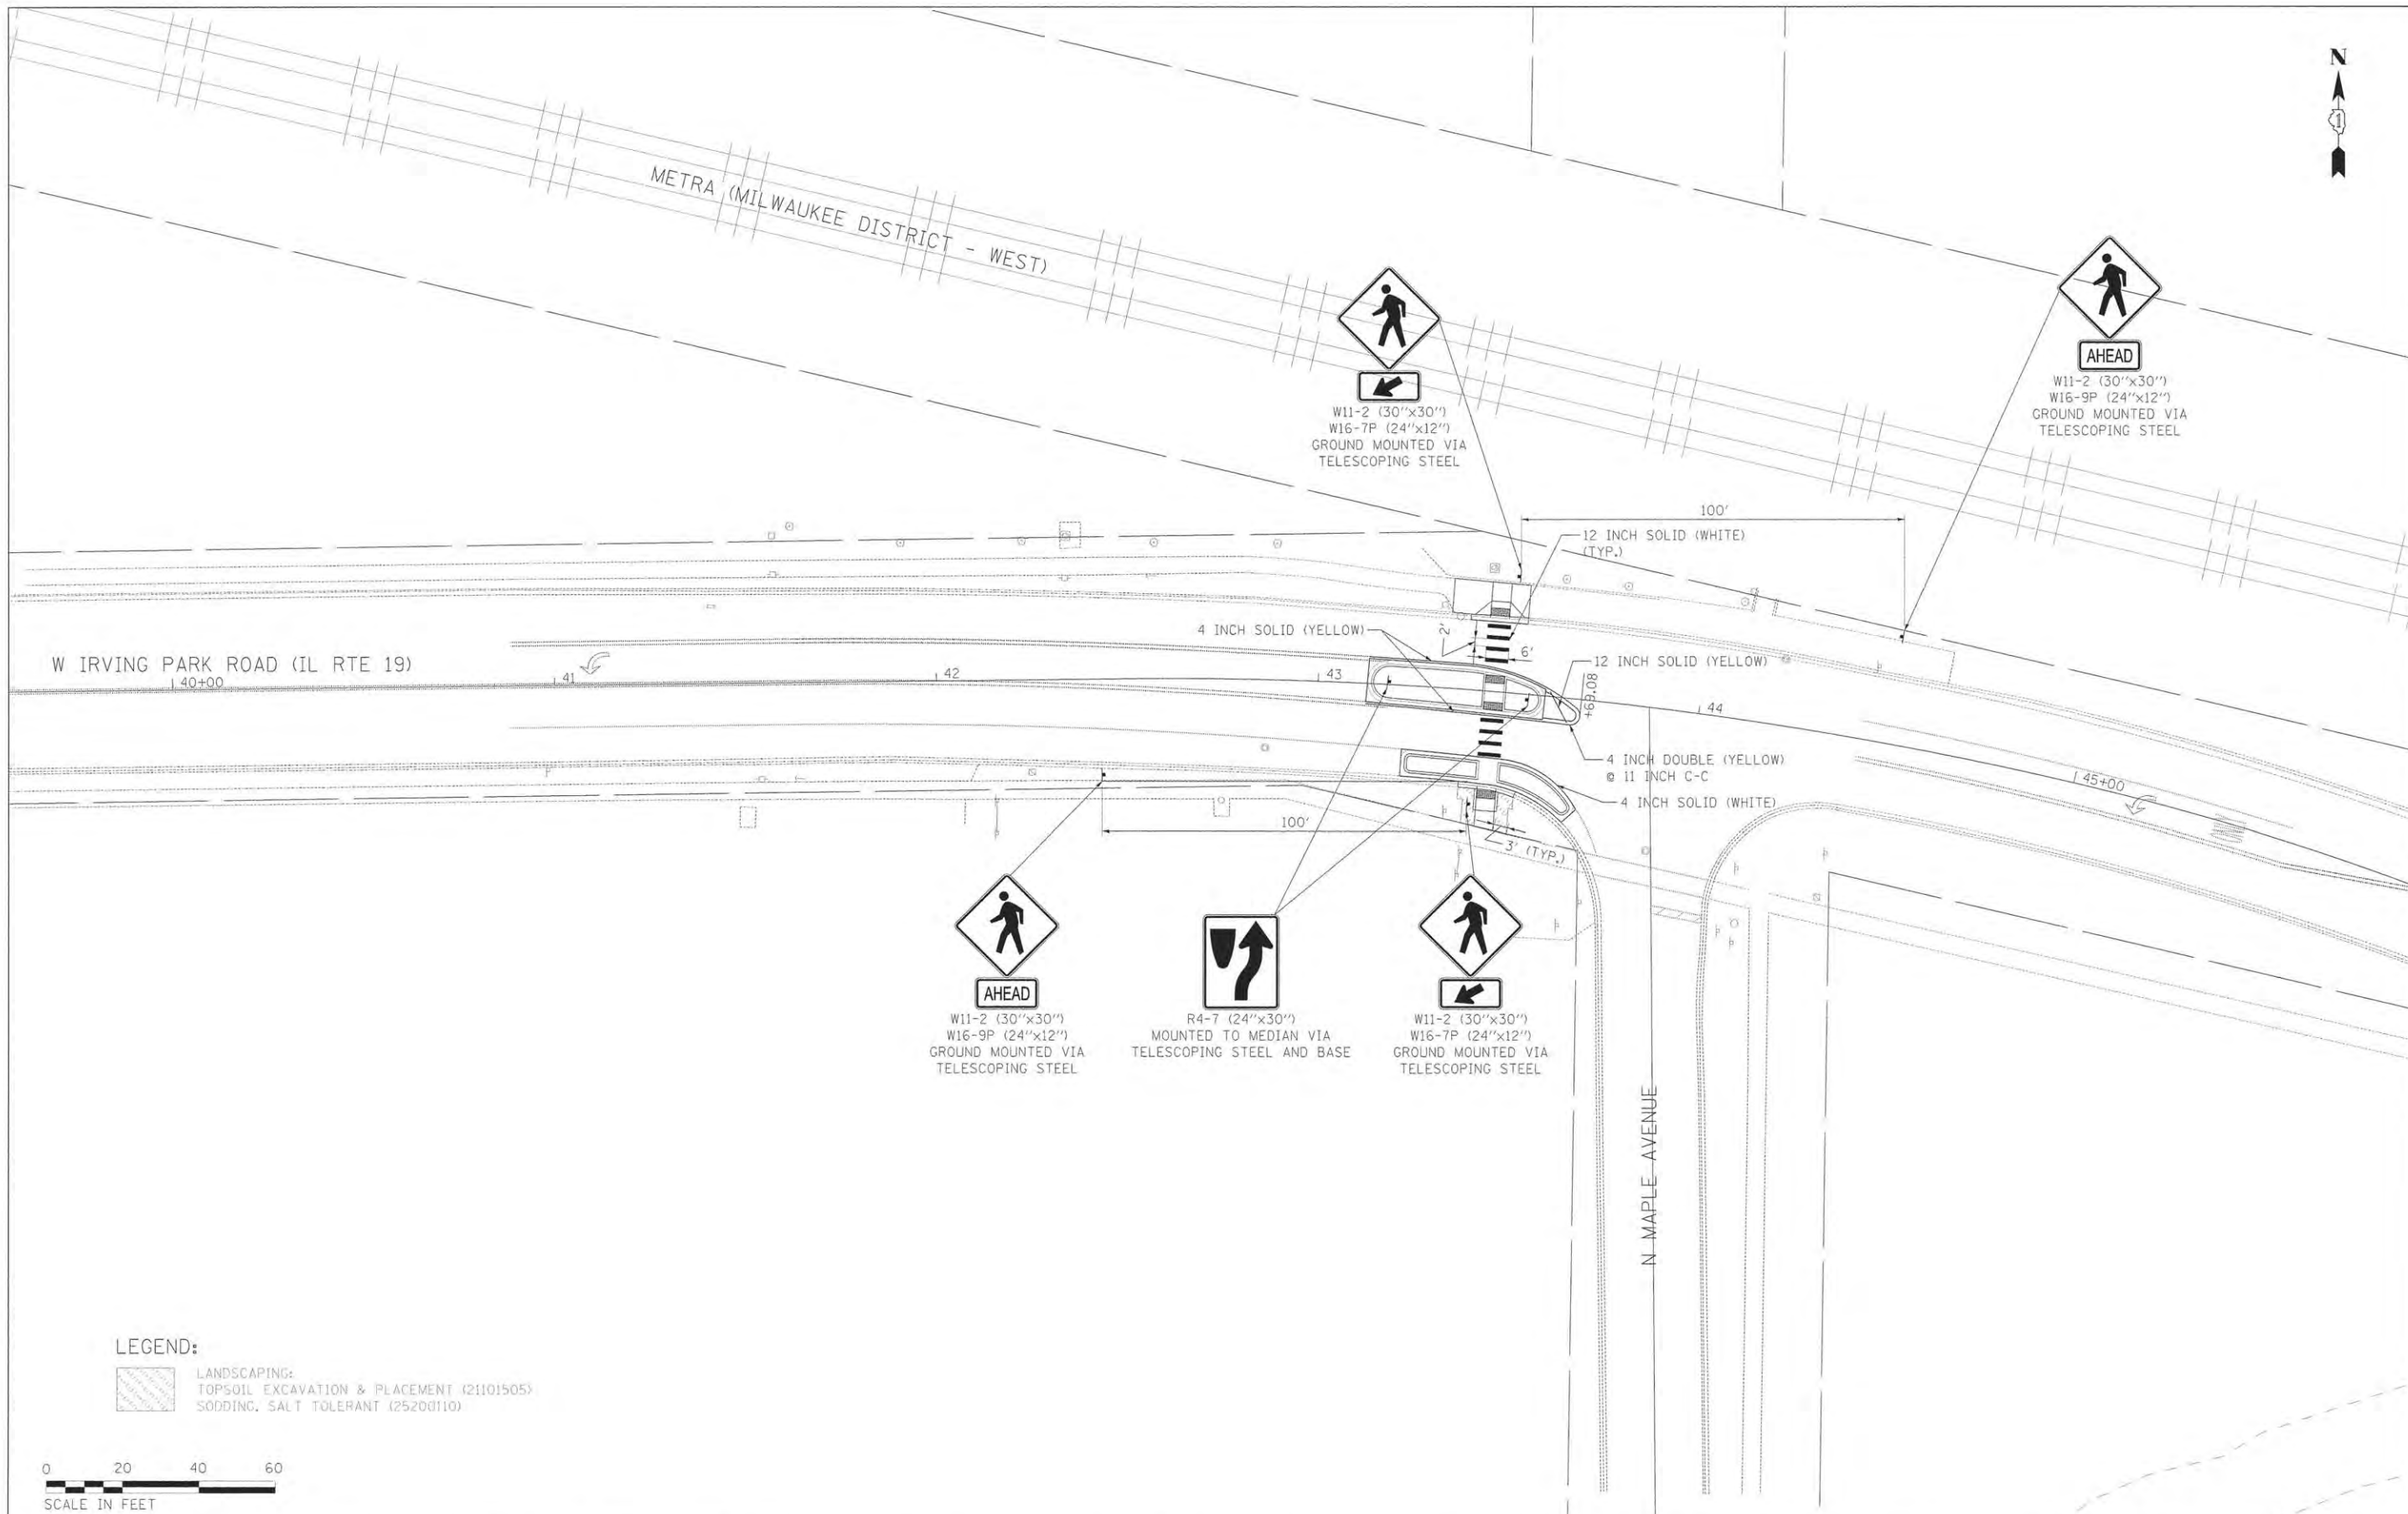 N
1
METRA (MILWAUKEE DISTRICT - WEST)
W11-2 (30"x30")
W16-7P (24"x12")
GROUND MOUNTED VIA
TELESCOPING STEEL
AHEAD
W11-2 (30"x30")
W16-9P (24"x12")
GROUND MOUNTED VIA
TELESCOPING STEEL
100'
12 INCH SOLID (WHITE)
(TYP.)
4 INCH SOLID (YELLOW)
2'
6'
12 INCH SOLID (YELLOW)
+69.08
W IRVING PARK ROAD (IL RTE 19)
40+00
41
42
43
44
45+00
4 INCH DOUBLE (YELLOW)
@ 11 INCH C-C
4 INCH SOLID (WHITE)
100'
3' (TYP.)
AHEAD
W11-2 (30"x30")
W16-9P (24"x12")
GROUND MOUNTED VIA
TELESCOPING STEEL
R4-7 (24"x30")
MOUNTED TO MEDIAN VIA
TELESCOPING STEEL AND BASE
W11-2 (30"x30")
W16-7P (24"x12")
GROUND MOUNTED VIA
TELESCOPING STEEL
N MAPLE AVENUE
LEGEND:
LANDSCAPING:
TOPSOIL EXCAVATION & PLACEMENT (21101505)
SODDING, SALT TOLERANT (25200110)
0 20 40 60
SCALE IN FEET